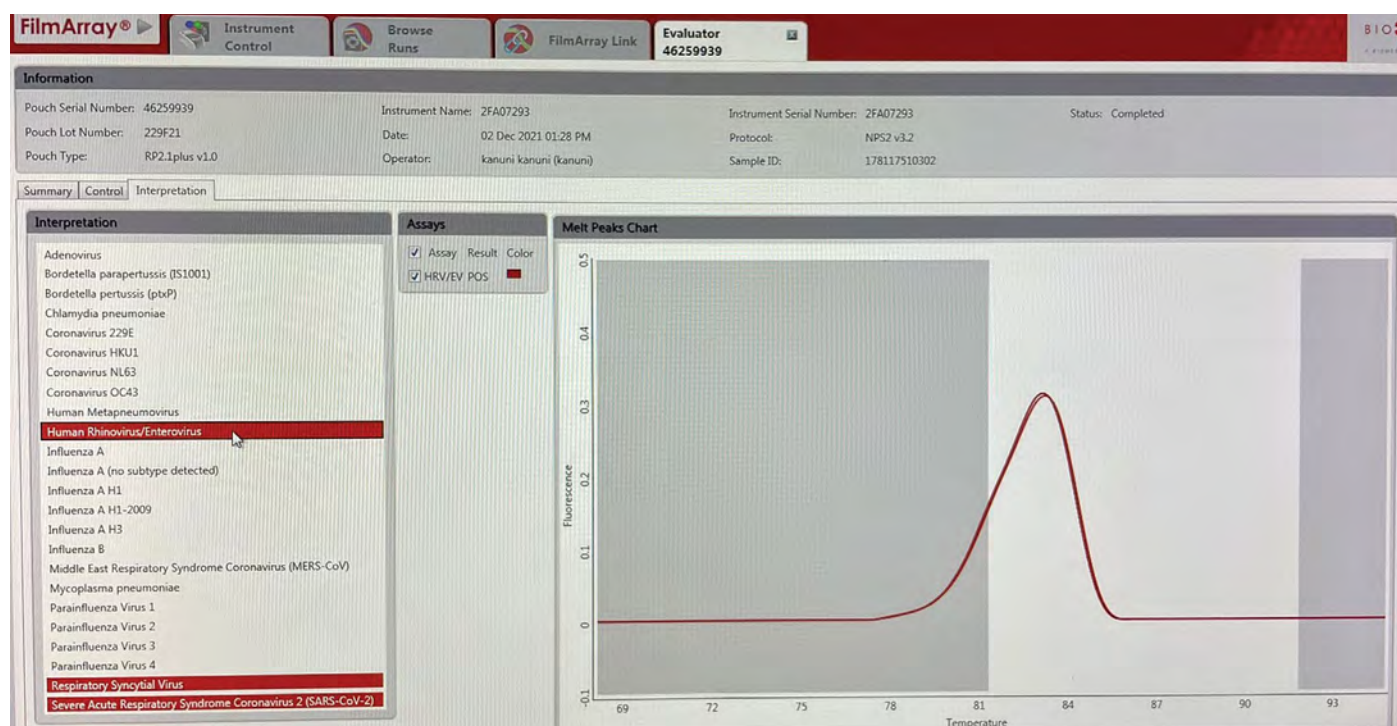 FilmArray®
Instrument Control
Browse Runs
FilmArray Link
Evaluator 46259939
BIO
Information
Pouch Serial Number: 46259939
Instrument Name: 2FA07293
Instrument Serial Number: 2FA07293
Status: Completed
Pouch Lot Number: 229F21
Date: 02 Dec 2021 01:28 PM
Protocol: NPS2 v3.2
Pouch Type: RP2.1plus v1.0
Operator: kanuni kanuni (kanuni)
Sample ID: 178117510302
Summary Control Interpretation
Interpretation
Adenovirus
Bordetella parapertussis (IS1001)
Bordetella pertussis (ptxP)
Chlamydia pneumoniae
Coronavirus 229E
Coronavirus HKU1
Coronavirus NL63
Coronavirus OC43
Human Metapneumovirus
Human Rhinovirus/Enterovirus
Influenza A
Influenza A (no subtype detected)
Influenza A H1
Influenza A H1-2009
Influenza A H3
Influenza B
Middle East Respiratory Syndrome Coronavirus (MERS-CoV)
Mycoplasma pneumoniae
Parainfluenza Virus 1
Parainfluenza Virus 2
Parainfluenza Virus 3
Parainfluenza Virus 4
Respiratory Syncytial Virus
Severe Acute Respiratory Syndrome Coronavirus 2 (SARS-CoV-2)
Assays
Assay Result Color
HRV/EV POS
Melt Peaks Chart
0.5
0.4
0.3
0.2
0.1
0
-0.1
Fluorescence
69 72 75 78 81 84 87 90 93
Temperature